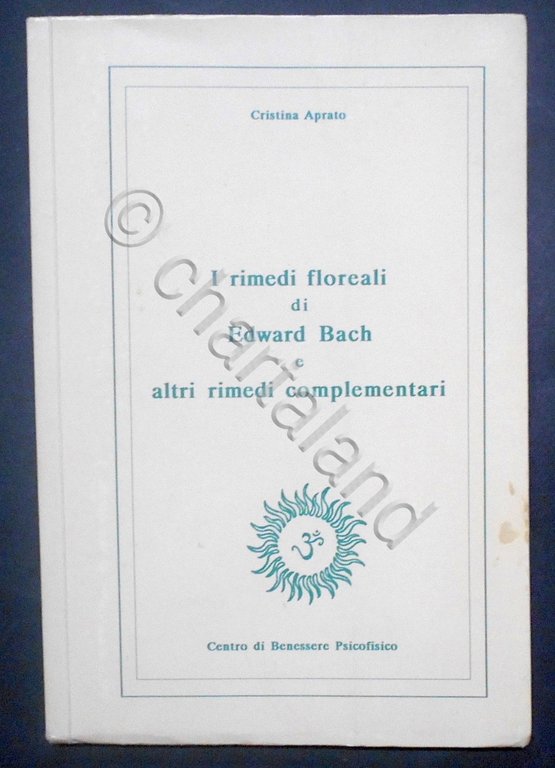 Cristina Aprato
I rimedi floreali
di
Edward Bach
e
altri rimedi complementari
ॐ
Centro di Benessere Psicofisico
© chartaland